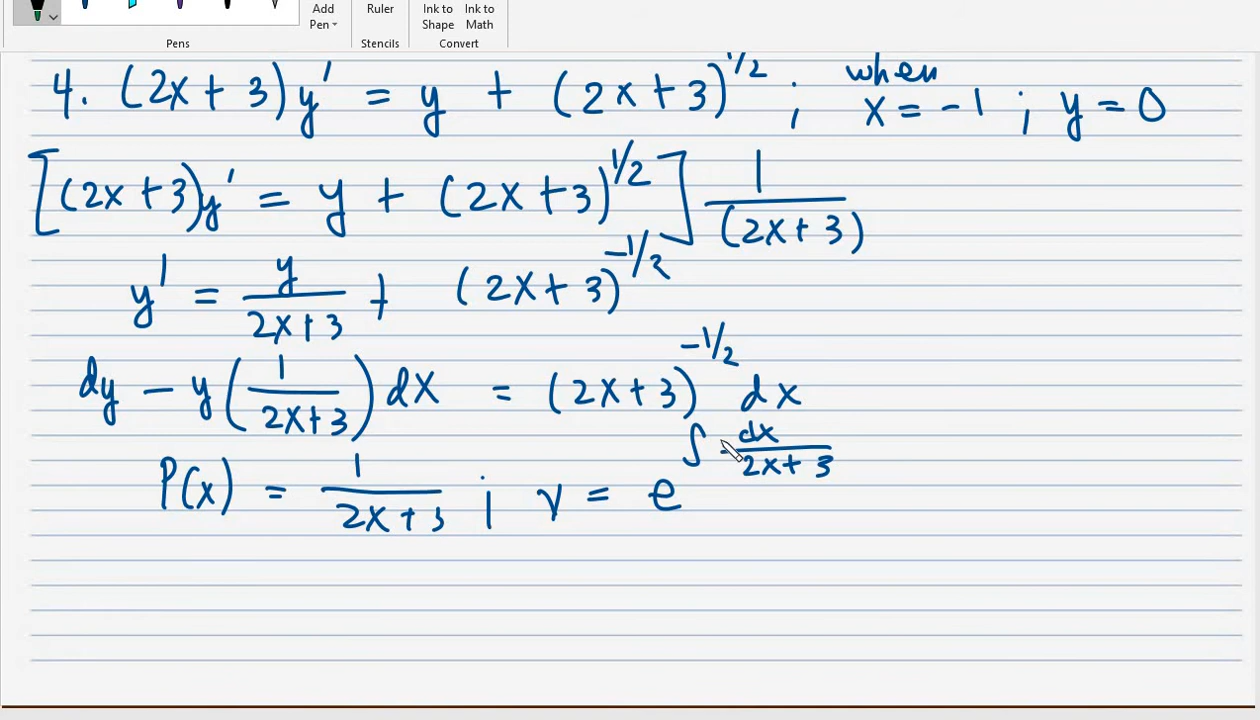 Add Pen Ruler Ink to Shape Ink to Math
Pens Stencils Convert
4. (2x + 3)y' = y + (2x + 3)^1/2 ; when x = -1 ; y = 0
[(2x + 3)y' = y + (2x + 3)^1/2] 1/(2x + 3)
y' = y/(2x+3) + (2x + 3)^-1/2
dy - y(1/(2x+3))dx = (2x + 3)^-1/2 dx
P(x) = 1/(2x+3) ; v = e^∫-dx/(2x+3)